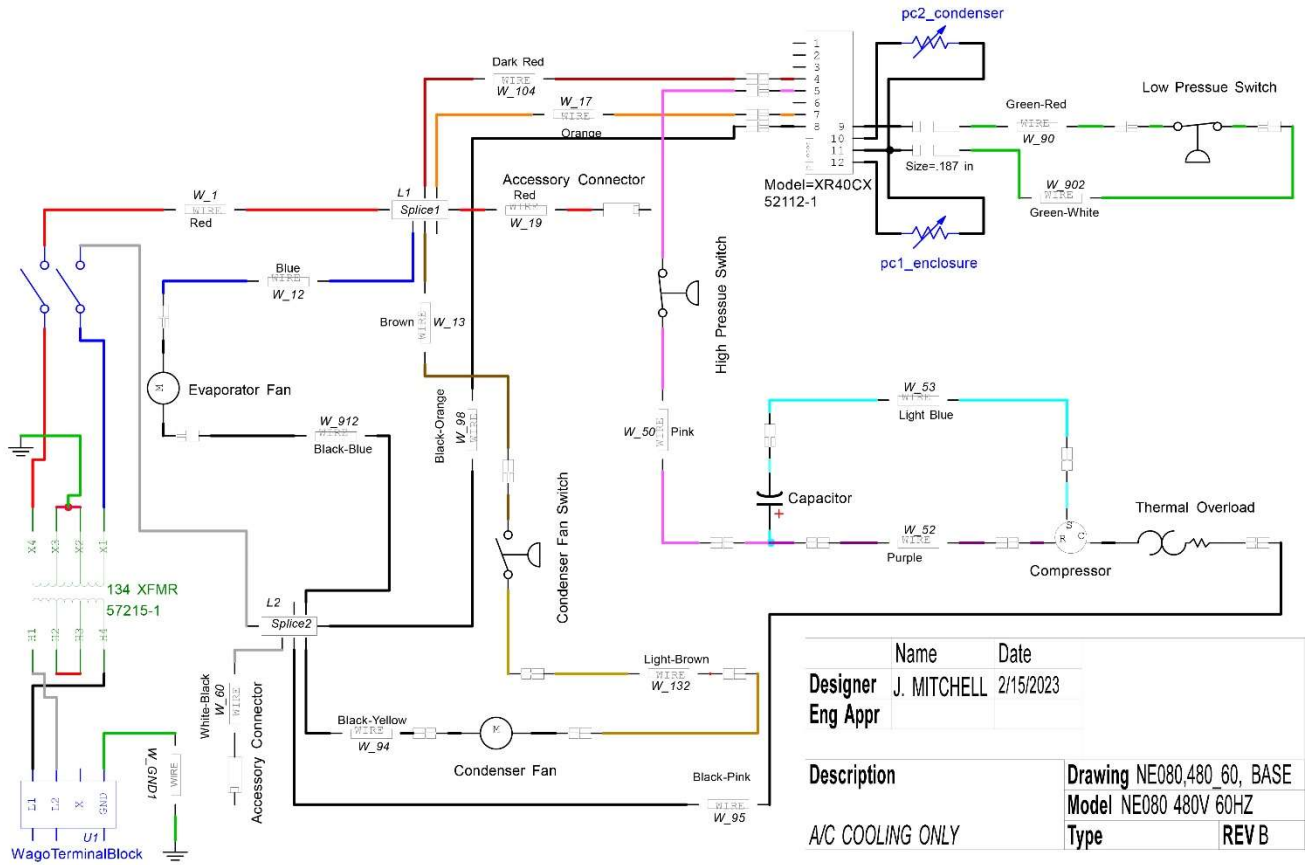 pc2_condenser
1
2
3
4
5
6
7
8
9
10
11
12
Model=XR40CX
52112-1
pc1_enclosure
Dark Red
WIRE
W_104
W_17
WIRE
Orange
Low Pressue Switch
Green-Red
WIRE
W_90
Size=.187 in
W_902
WIRE
Green-White
Accessory Connector
Red
WIRE
W_19
L1
Splice1
W_1
WIRE
Red
Blue
WIRE
W_12
Brown
WIRE
W_13
High Pressue Switch
M
Evaporator Fan
W_912
WIRE
Black-Blue
Black-Orange
W_98
WIRE
W_50
WIRE
Pink
W_53
WIRE
Light Blue
Capacitor
+
W_52
WIRE
Purple
S
R
C
Compressor
Thermal Overload
Condenser Fan Switch
X4
X3
X2
X1
134 XFMR
57215-1
H1
H2
H3
H4
L2
Splice2
White-Black
W_60
WIRE
Accessory Connector
Light-Brown
WIRE
W_132
Black-Yellow
WIRE
W_94
M
Condenser Fan
Black-Pink
WIRE
W_95
W_GND1
WIRE
L1
L2
X
GND
U1
WagoTerminalBlock
Name Date
Designer J. MITCHELL 2/15/2023
Eng Appr
Description
Drawing NE080,480_60, BASE
Model NE080 480V 60HZ
A/C COOLING ONLY
Type REV B